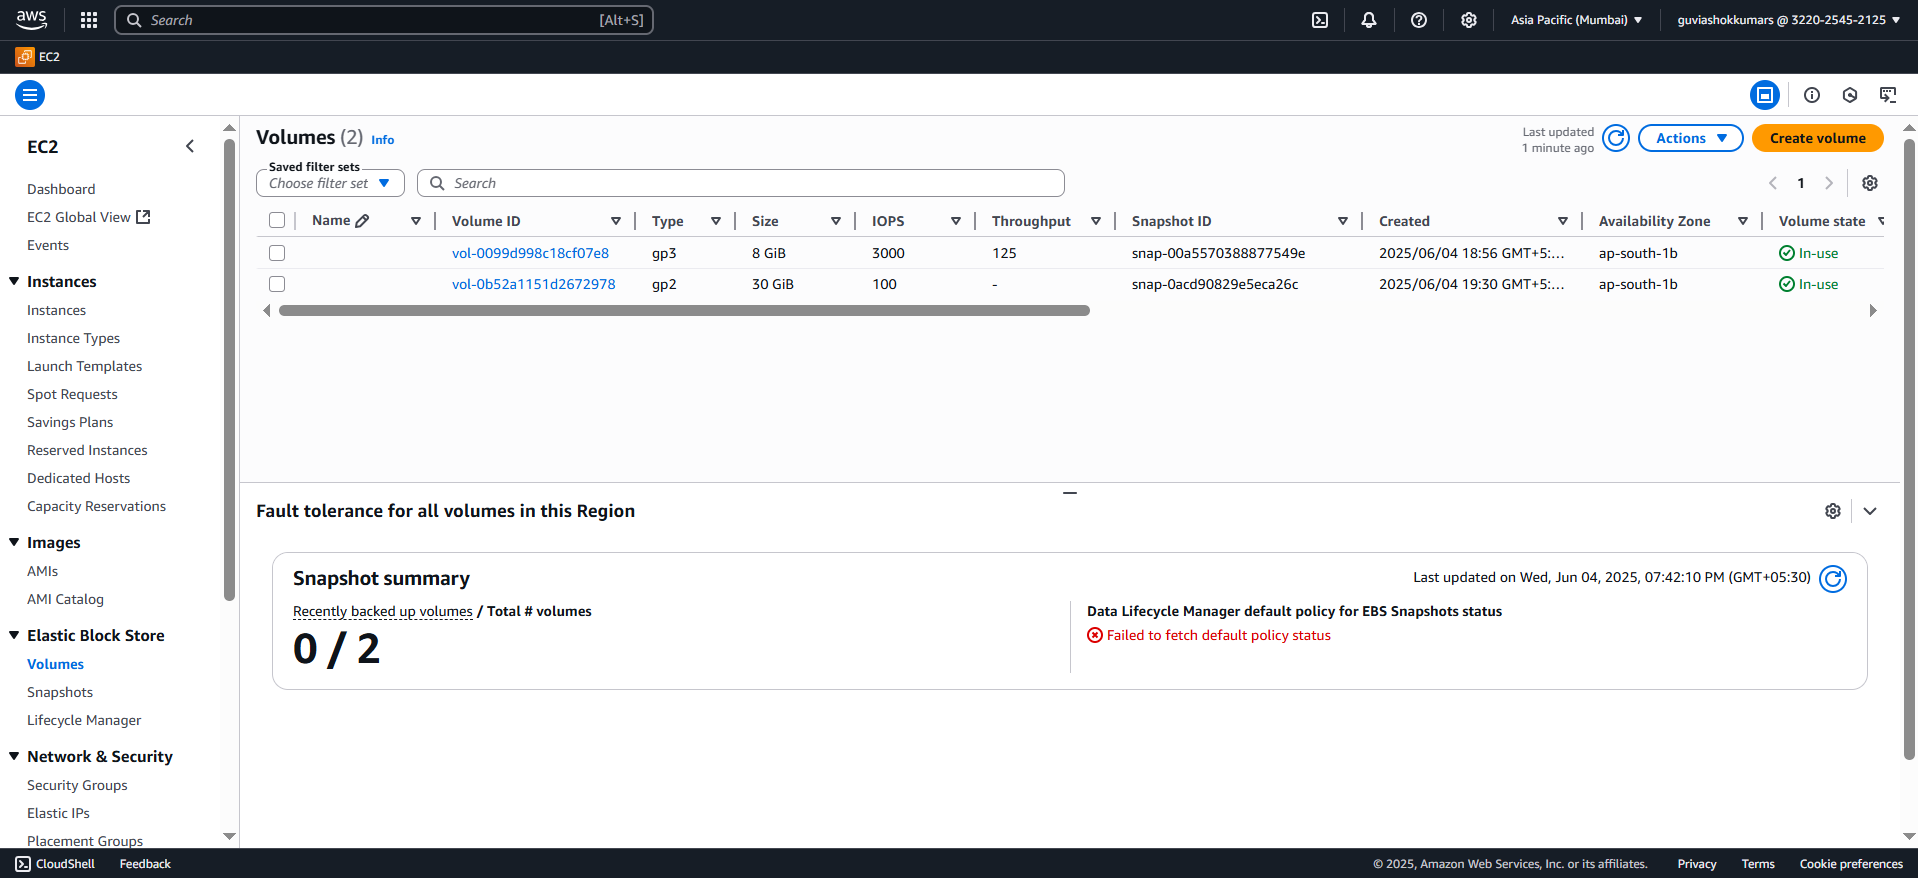 aws
Search [Alt+S]
Asia Pacific (Mumbai)
guviashokkumars @ 3220-2545-2125
EC2
EC2
Dashboard
EC2 Global View
Events
Instances
Instances
Instance Types
Launch Templates
Spot Requests
Savings Plans
Reserved Instances
Dedicated Hosts
Capacity Reservations
Images
AMIs
AMI Catalog
Elastic Block Store
Volumes
Snapshots
Lifecycle Manager
Network & Security
Security Groups
Elastic IPs
Placement Groups
Volumes (2) Info
Last updated
1 minute ago
Actions
Create volume
Saved filter sets
Choose filter set
Search
1
Name Volume ID Type Size IOPS Throughput Snapshot ID Created Availability Zone Volume state
vol-0099d998c18cf07e8 gp3 8 GiB 3000 125 snap-00a5570388877549e 2025/06/04 18:56 GMT+5:... ap-south-1b In-use
vol-0b52a1151d2672978 gp2 30 GiB 100 - snap-0acd90829e5eca26c 2025/06/04 19:30 GMT+5:... ap-south-1b In-use
Fault tolerance for all volumes in this Region
Snapshot summary
Last updated on Wed, Jun 04, 2025, 07:42:10 PM (GMT+05:30)
Recently backed up volumes / Total # volumes
0 / 2
Data Lifecycle Manager default policy for EBS Snapshots status
Failed to fetch default policy status
CloudShell Feedback
© 2025, Amazon Web Services, Inc. or its affiliates. Privacy Terms Cookie preferences